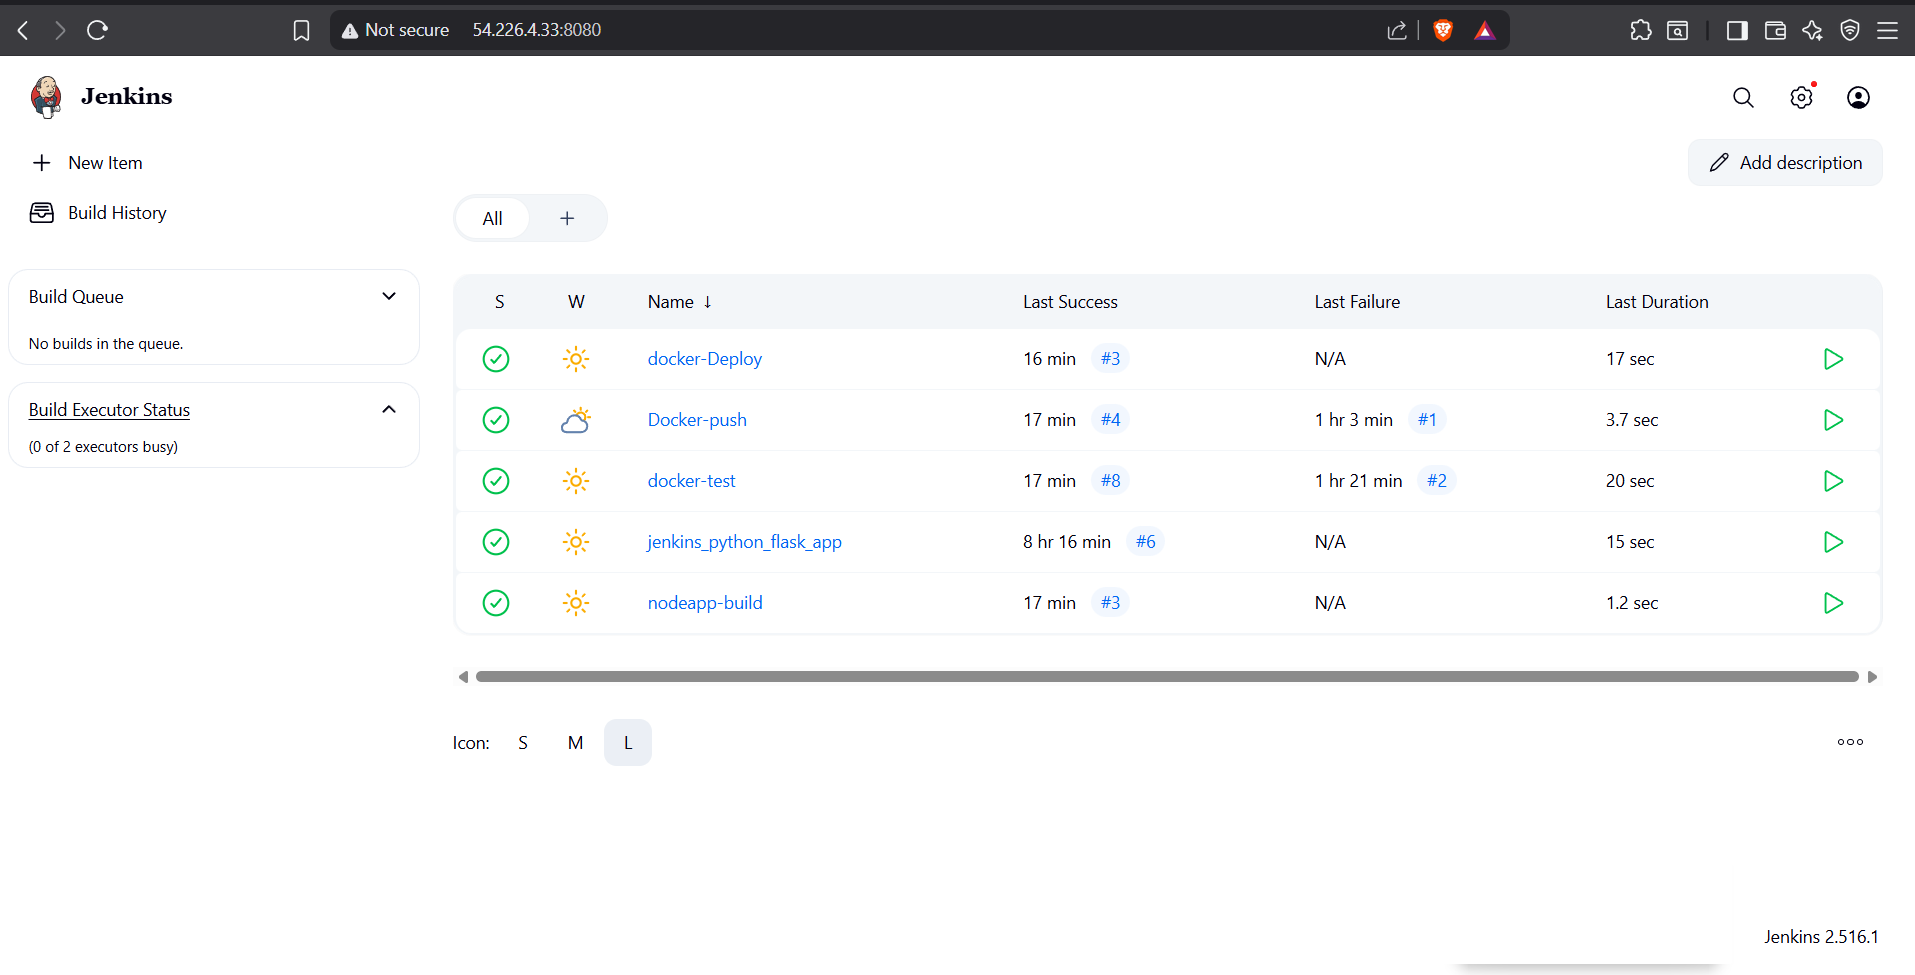 Not secure 54.226.4.33:8080
Jenkins
New Item
Add description
Build History
All +
Build Queue
No builds in the queue.
Build Executor Status
(0 of 2 executors busy)
S W Name ↓ Last Success Last Failure Last Duration
docker-Deploy 16 min #3 N/A 17 sec
Docker-push 17 min #4 1 hr 3 min #1 3.7 sec
docker-test 17 min #8 1 hr 21 min #2 20 sec
jenkins_python_flask_app 8 hr 16 min #6 N/A 15 sec
nodeapp-build 17 min #3 N/A 1.2 sec
Icon: S M L
Jenkins 2.516.1